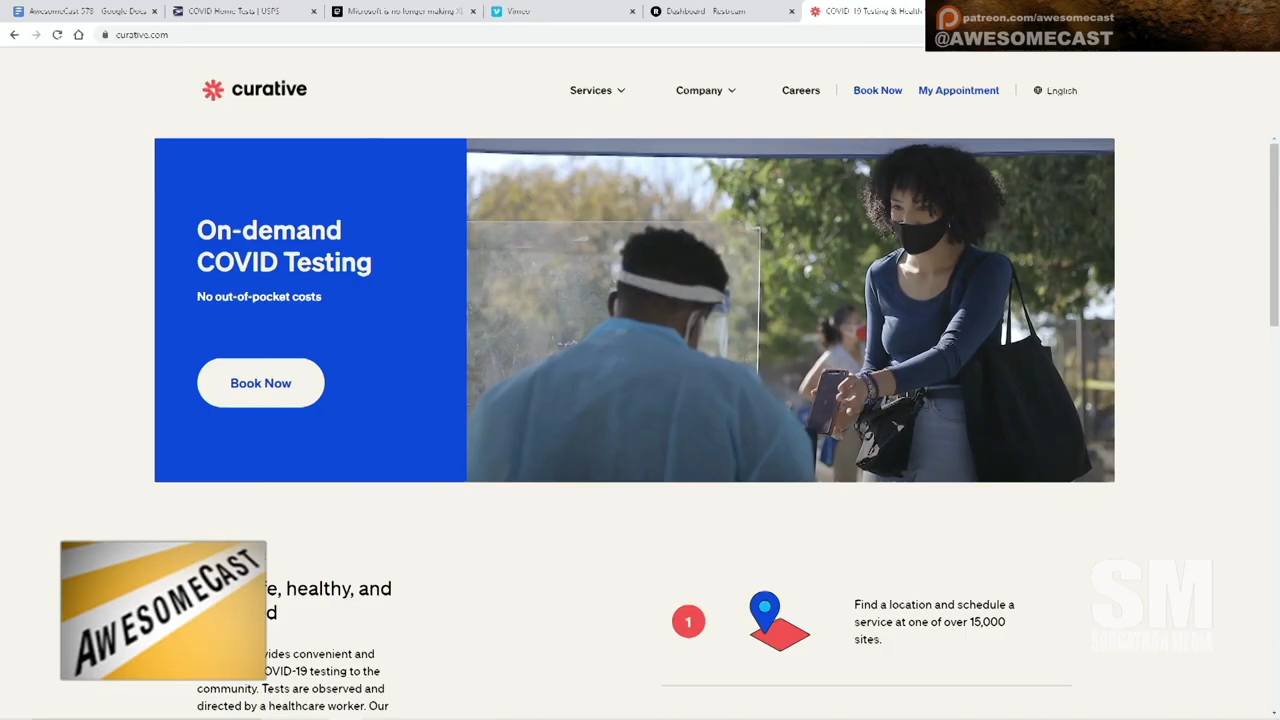 AwesomeCast 578 - Google Docs
COVID Home Tests | USPS
Microsoft is no longer making X
Vimeo
Dashboard - Restream
COVID-19 Testing & Health
patreon.com/awesomecast
@AWESOMECAST
curative.com
curative
Services
Company
Careers
Book Now
My Appointment
English
On-demand
COVID Testing
No out-of-pocket costs
Book Now
AWESOMECAST
fe, healthy, and
d
1
Find a location and schedule a
service at one of over 15,000
sites.
SM
SORGATRON MEDIA
vides convenient and
OVID-19 testing to the
community. Tests are observed and
directed by a healthcare worker. Our